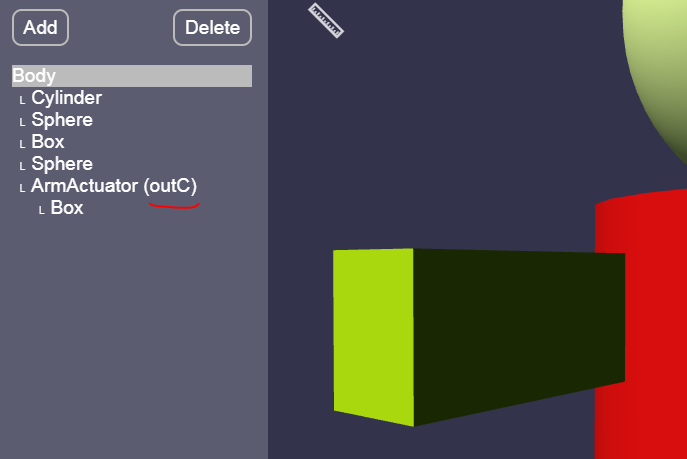 Add Delete
Body
L Cylinder
L Sphere
L Box
L Sphere
L ArmActuator (outC)
L Box